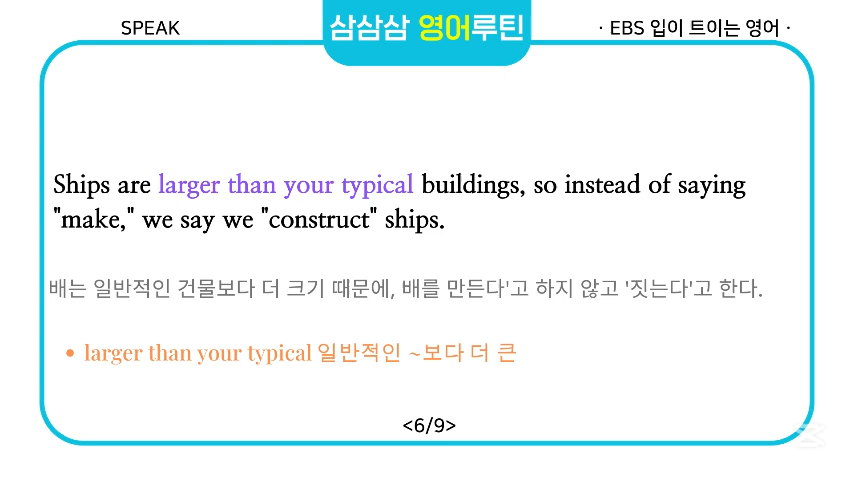 SPEAK
삼삼삼 영어루틴
· EBS 입이 트이는 영어 ·
Ships are larger than your typical buildings, so instead of saying
"make," we say we "construct" ships.
배는 일반적인 건물보다 더 크기 때문에, 배를 만든다'고 하지 않고 '짓는다'고 한다.
• larger than your typical 일반적인 ~보다 더 큰
<6/9>